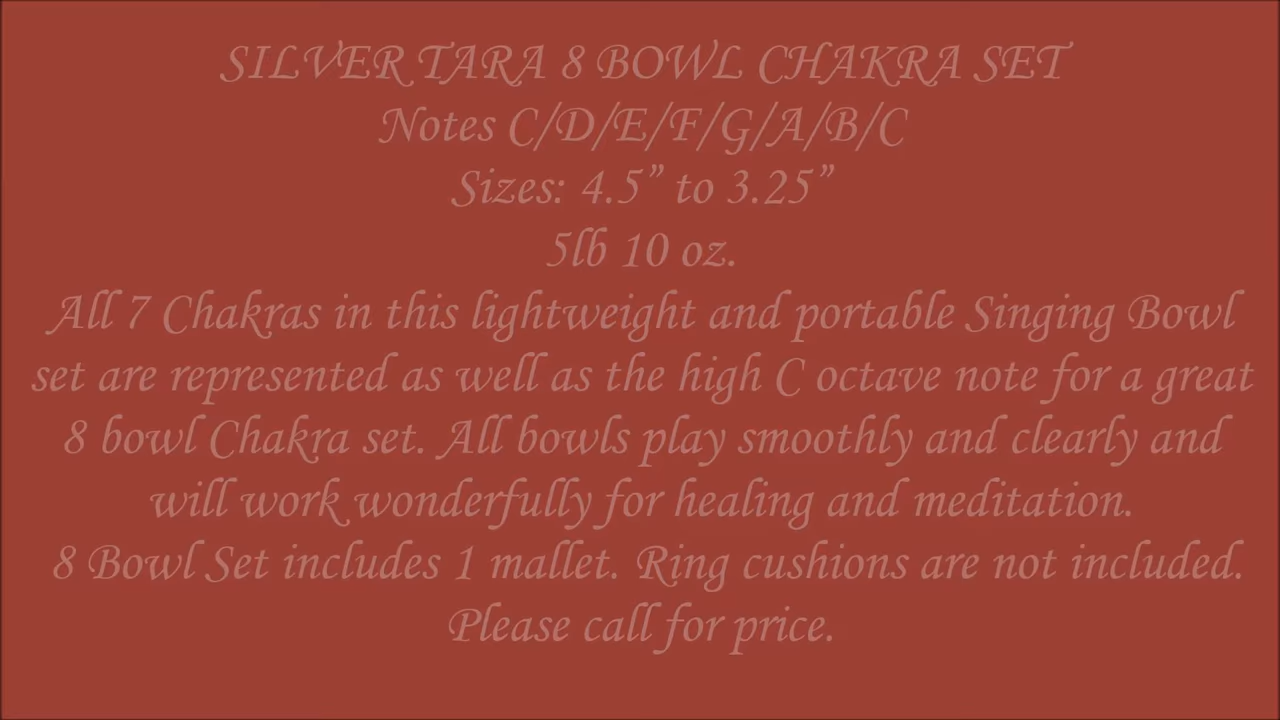 SILVER TARA 8 BOWL CHAKRA SET
Notes C/D/E/F/G/A/B/C
Sizes: 4.5” to 3.25”
5lb 10 oz.
All 7 Chakras in this lightweight and portable Singing Bowl
set are represented as well as the high C octave note for a great
8 bowl Chakra set. All bowls play smoothly and clearly and
will work wonderfully for healing and meditation.
8 Bowl Set includes 1 mallet. Ring cushions are not included.
Please call for price.